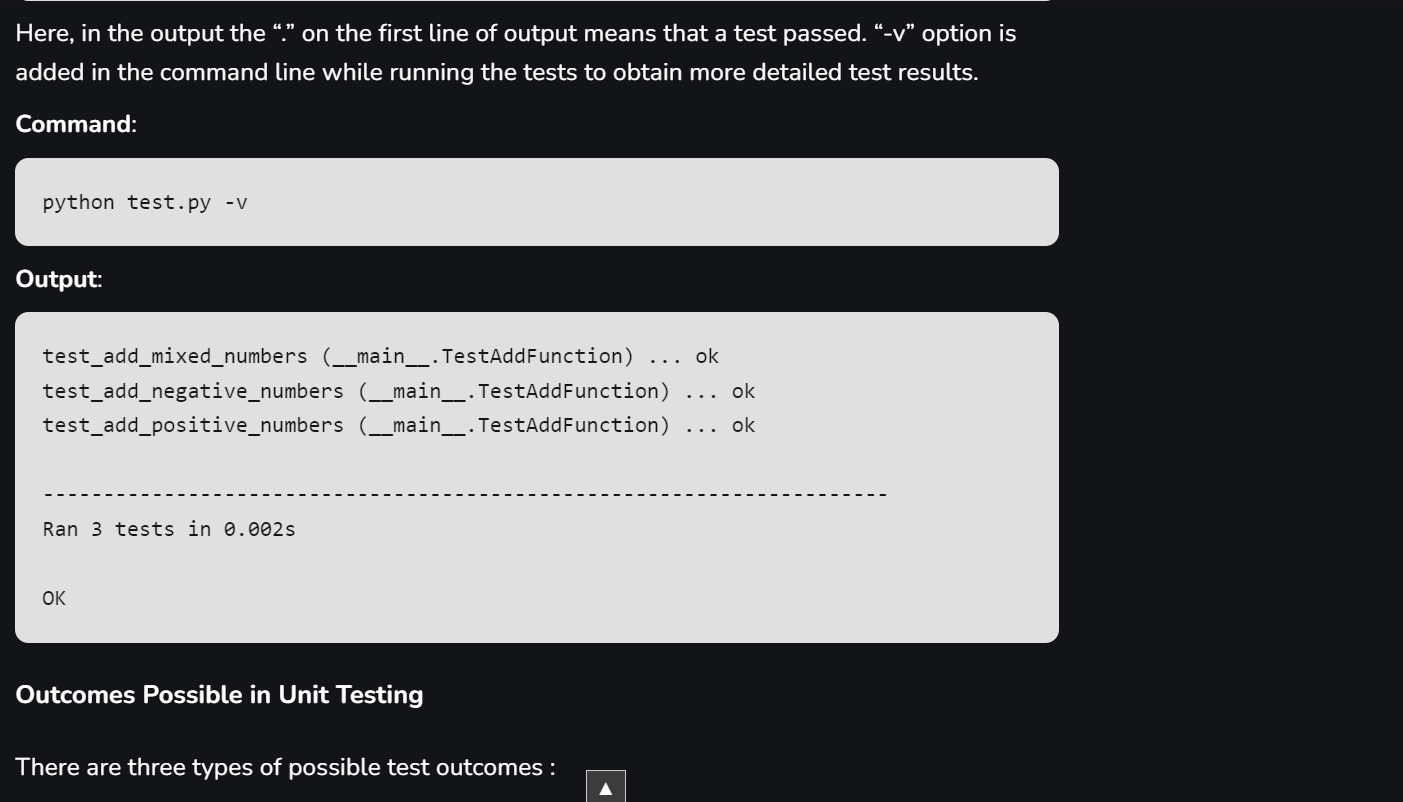 Here, in the output the “.” on the first line of output means that a test passed. “-v” option is
added in the command line while running the tests to obtain more detailed test results.
Command:
python test.py -v
Output:
test_add_mixed_numbers (__main__.TestAddFunction) ... ok
test_add_negative_numbers (__main__.TestAddFunction) ... ok
test_add_positive_numbers (__main__.TestAddFunction) ... ok
----------------------------------------------------------------------
Ran 3 tests in 0.002s
OK
Outcomes Possible in Unit Testing
There are three types of possible test outcomes :